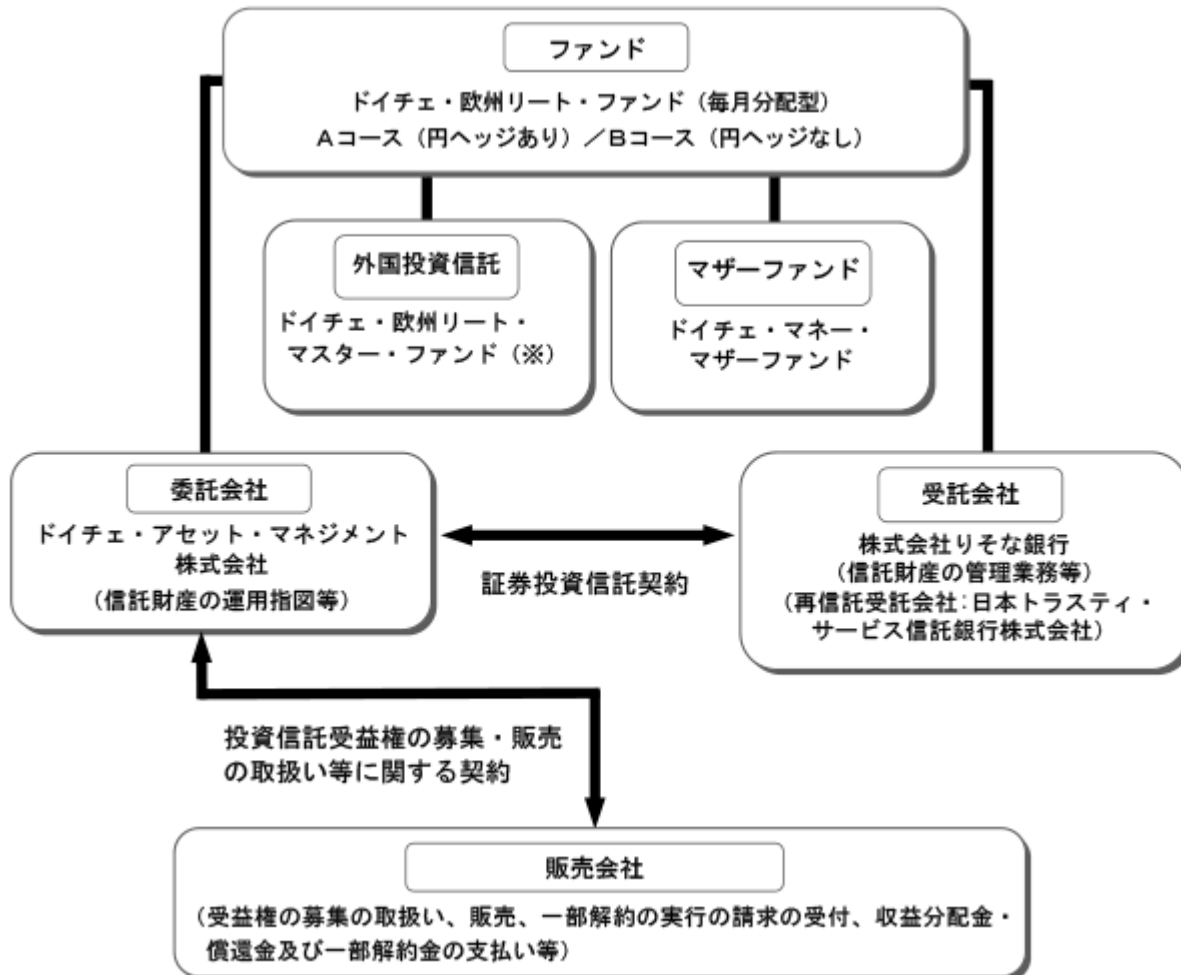 ファンド
ドイチェ・欧州リート・ファンド（毎月分配型）
Aコース（円ヘッジあり）／Bコース（円ヘッジなし）
外国投資信託
ドイチェ・欧州リート・
マスター・ファンド（※）
マザーファンド
ドイチェ・マネー・
マザーファンド
委託会社
ドイチェ・アセット・マネジメント
株式会社
（信託財産の運用指図等）
証券投資信託契約
受託会社
株式会社りそな銀行
（信託財産の管理業務等）
（再信託受託会社：日本トラスティ・
サービス信託銀行株式会社）
投資信託受益権の募集・販売
の取扱い等に関する契約
販売会社
（受益権の募集の取扱い、販売、一部解約の実行の請求の受付、収益分配金・
償還金及び一部解約金の支払い等）